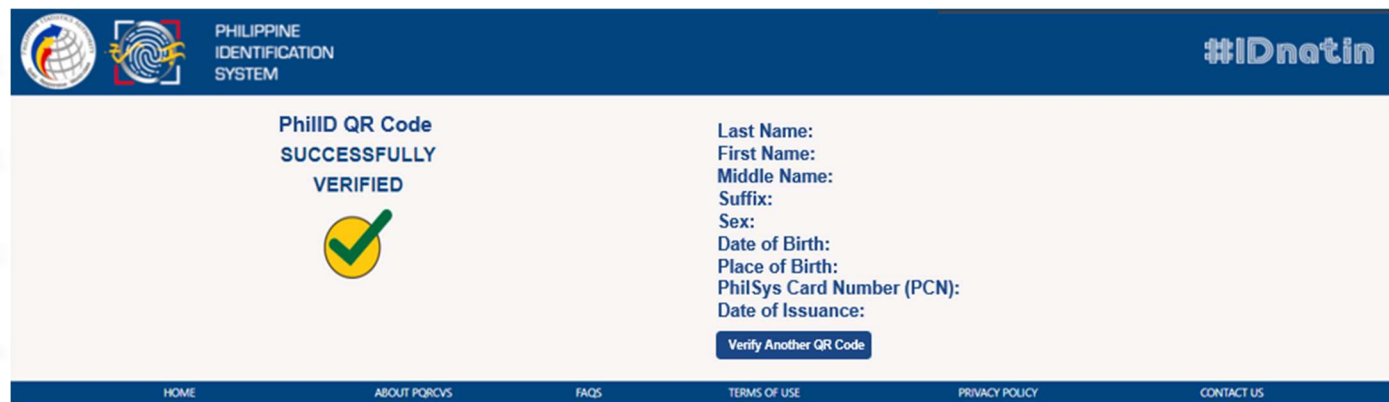 PHILIPPINE
IDENTIFICATION
SYSTEM
#IDnatin
PhilID QR Code
SUCCESSFULLY
VERIFIED
Last Name:
First Name:
Middle Name:
Suffix:
Sex:
Date of Birth:
Place of Birth:
PhilSys Card Number (PCN):
Date of Issuance:
Verify Another QR Code
HOME ABOUT PQRCVS FAQS TERMS OF USE PRIVACY POLICY CONTACT US